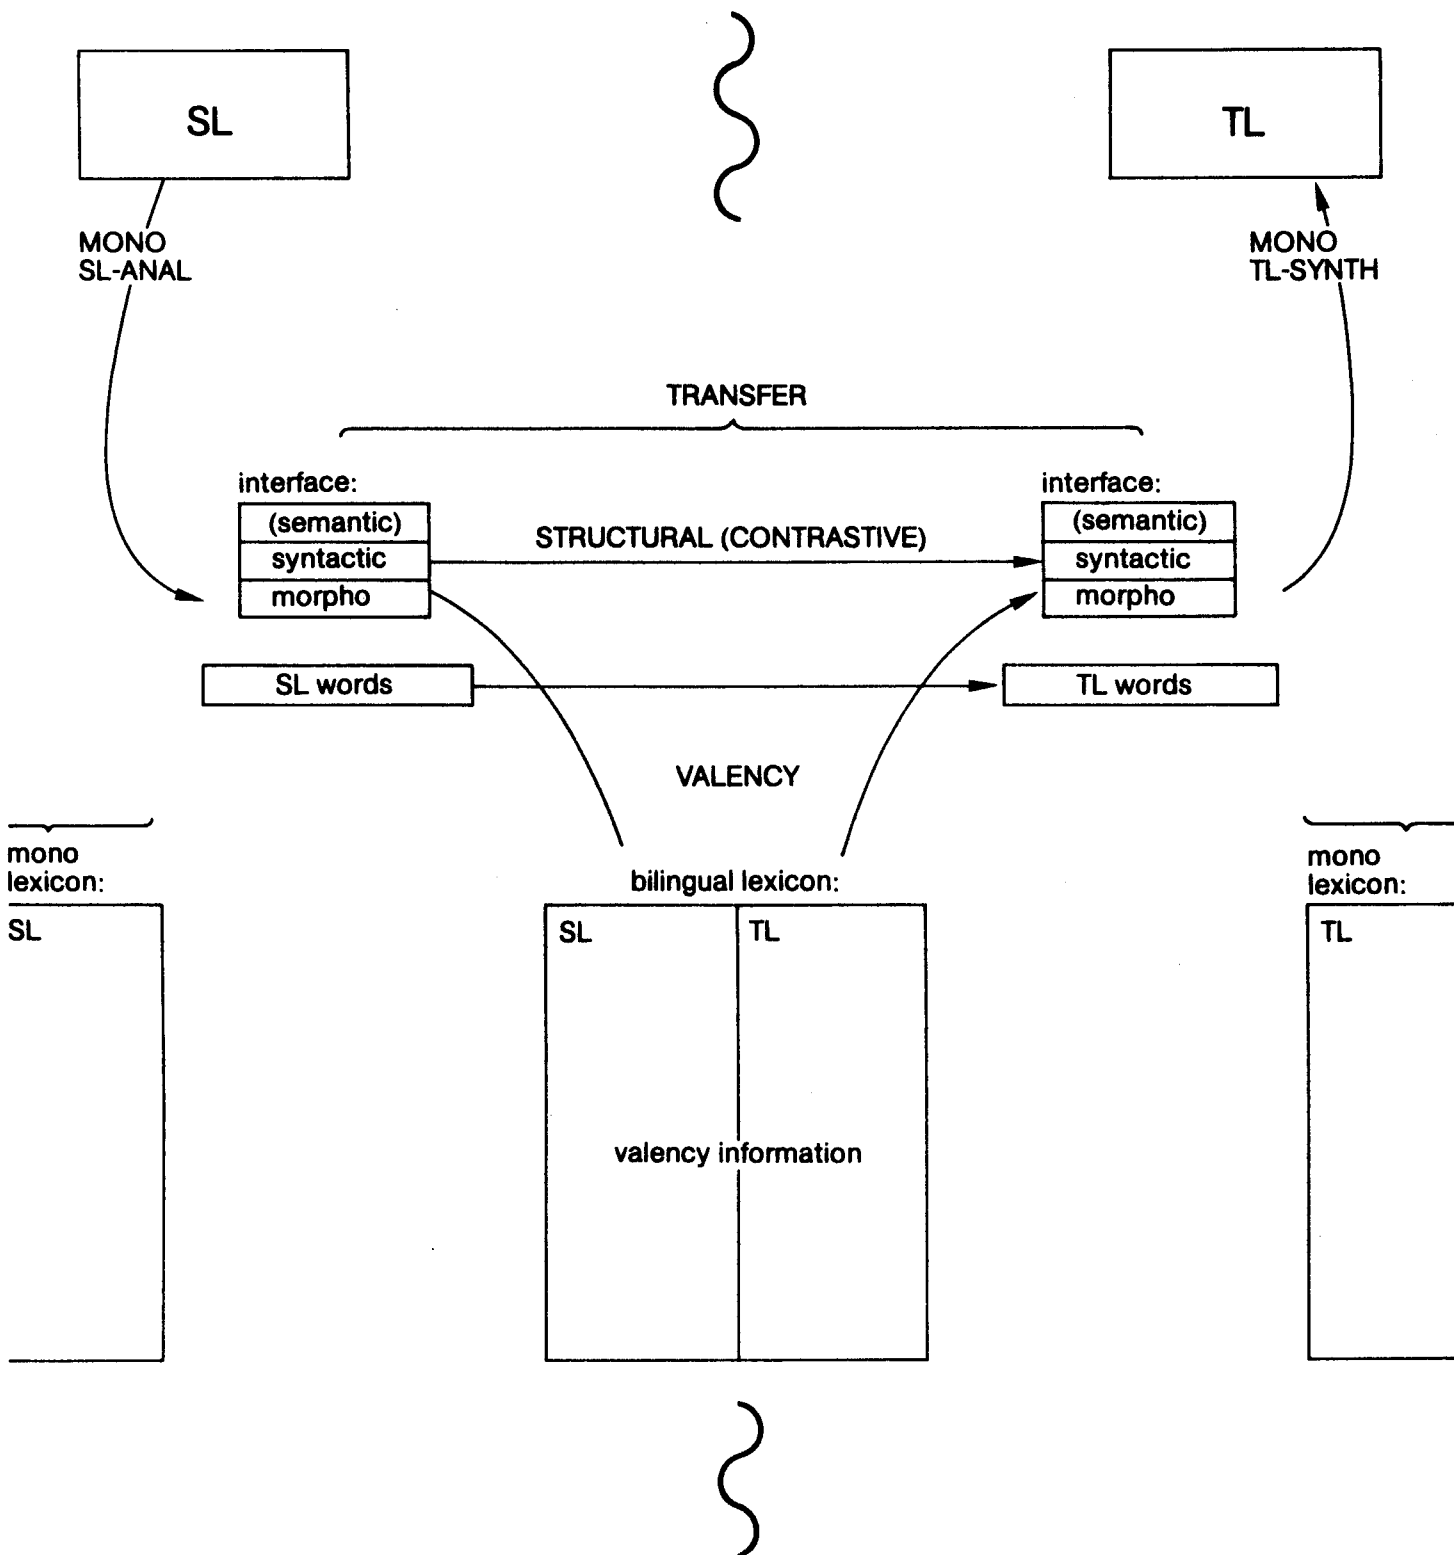 SL
TL
MONO
SL-ANAL
MONO
TL-SYNTH
TRANSFER
interface:
(semantic)
syntactic
morpho
STRUCTURAL (CONTRASTIVE)
interface:
(semantic)
syntactic
morpho
SL words
TL words
VALENCY
mono
lexicon:
SL
bilingual lexicon:
SL
TL
valency information
mono
lexicon:
TL